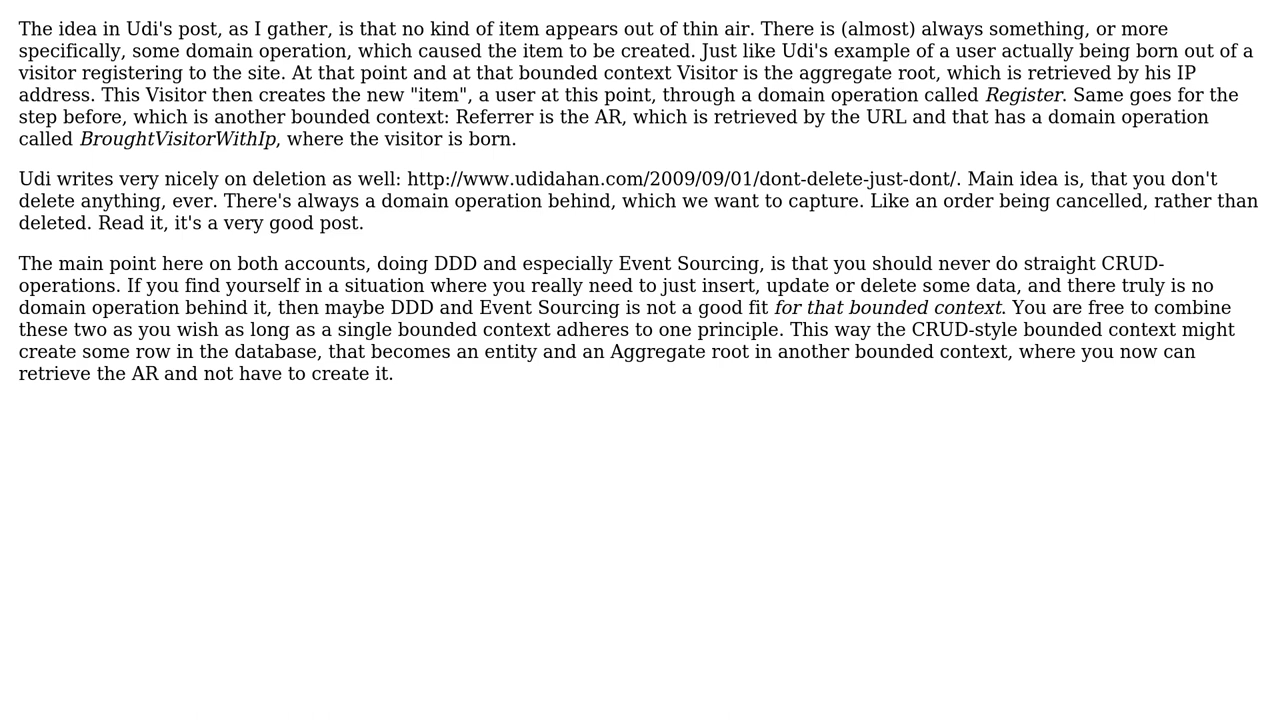 The idea in Udi's post, as I gather, is that no kind of item appears out of thin air. There is (almost) always something, or more
specifically, some domain operation, which caused the item to be created. Just like Udi's example of a user actually being born out of a
visitor registering to the site. At that point and at that bounded context Visitor is the aggregate root, which is retrieved by his IP
address. This Visitor then creates the new "item", a user at this point, through a domain operation called Register. Same goes for the
step before, which is another bounded context: Referrer is the AR, which is retrieved by the URL and that has a domain operation
called BroughtVisitorWithIp, where the visitor is born.
Udi writes very nicely on deletion as well: http://www.udidahan.com/2009/09/01/dont-delete-just-dont/. Main idea is, that you don't
delete anything, ever. There's always a domain operation behind, which we want to capture. Like an order being cancelled, rather than
deleted. Read it, it's a very good post.
The main point here on both accounts, doing DDD and especially Event Sourcing, is that you should never do straight CRUD-
operations. If you find yourself in a situation where you really need to just insert, update or delete some data, and there truly is no
domain operation behind it, then maybe DDD and Event Sourcing is not a good fit for that bounded context. You are free to combine
these two as you wish as long as a single bounded context adheres to one principle. This way the CRUD-style bounded context might
create some row in the database, that becomes an entity and an Aggregate root in another bounded context, where you now can
retrieve the AR and not have to create it.